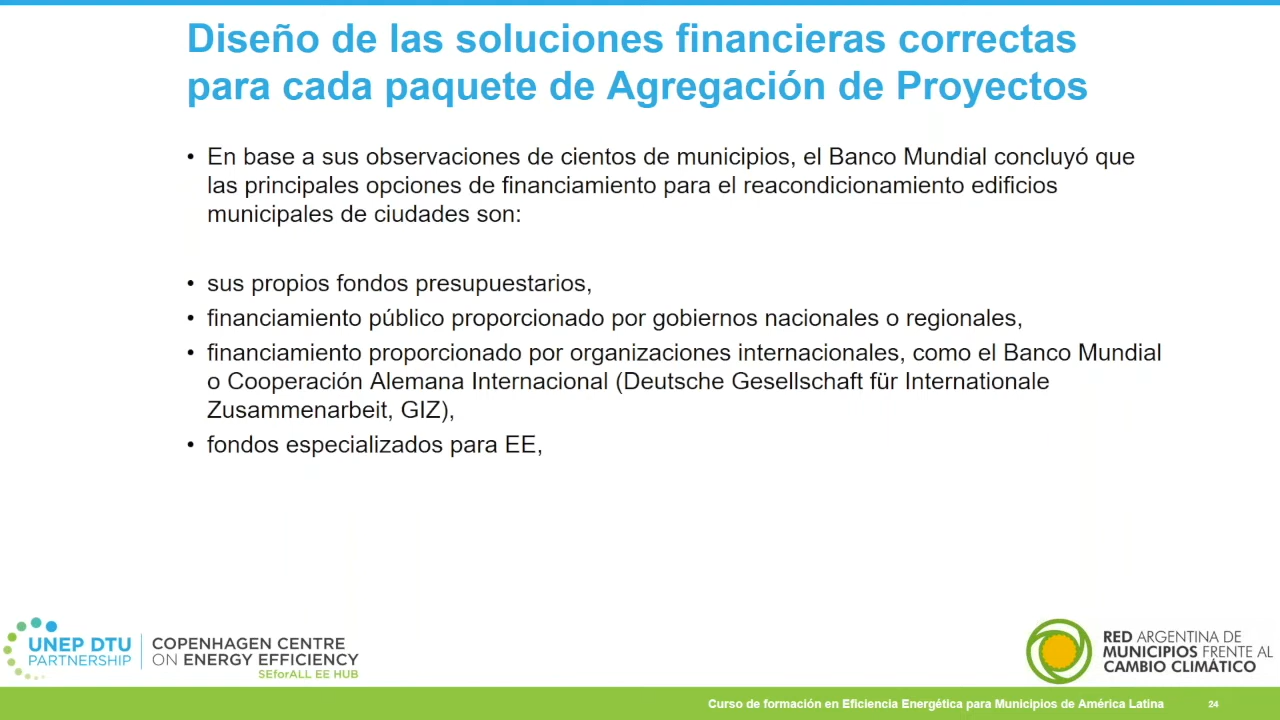 Diseño de las soluciones financieras correctas
para cada paquete de Agregación de Proyectos
• En base a sus observaciones de cientos de municipios, el Banco Mundial concluyó que
las principales opciones de financiamiento para el reacondicionamiento edificios
municipales de ciudades son:
• sus propios fondos presupuestarios,
• financiamiento público proporcionado por gobiernos nacionales o regionales,
• financiamiento proporcionado por organizaciones internacionales, como el Banco Mundial
o Cooperación Alemana Internacional (Deutsche Gesellschaft für Internationale
Zusammenarbeit, GIZ),
• fondos especializados para EE,
UNEP DTU
PARTNERSHIP
COPENHAGEN CENTRE
ON ENERGY EFFICIENCY
SEforALL EE HUB
RED ARGENTINA DE
MUNICIPIOS FRENTE AL
CAMBIO CLIMÁTICO
Curso de formación en Eficiencia Energética para Municipios de América Latina
24